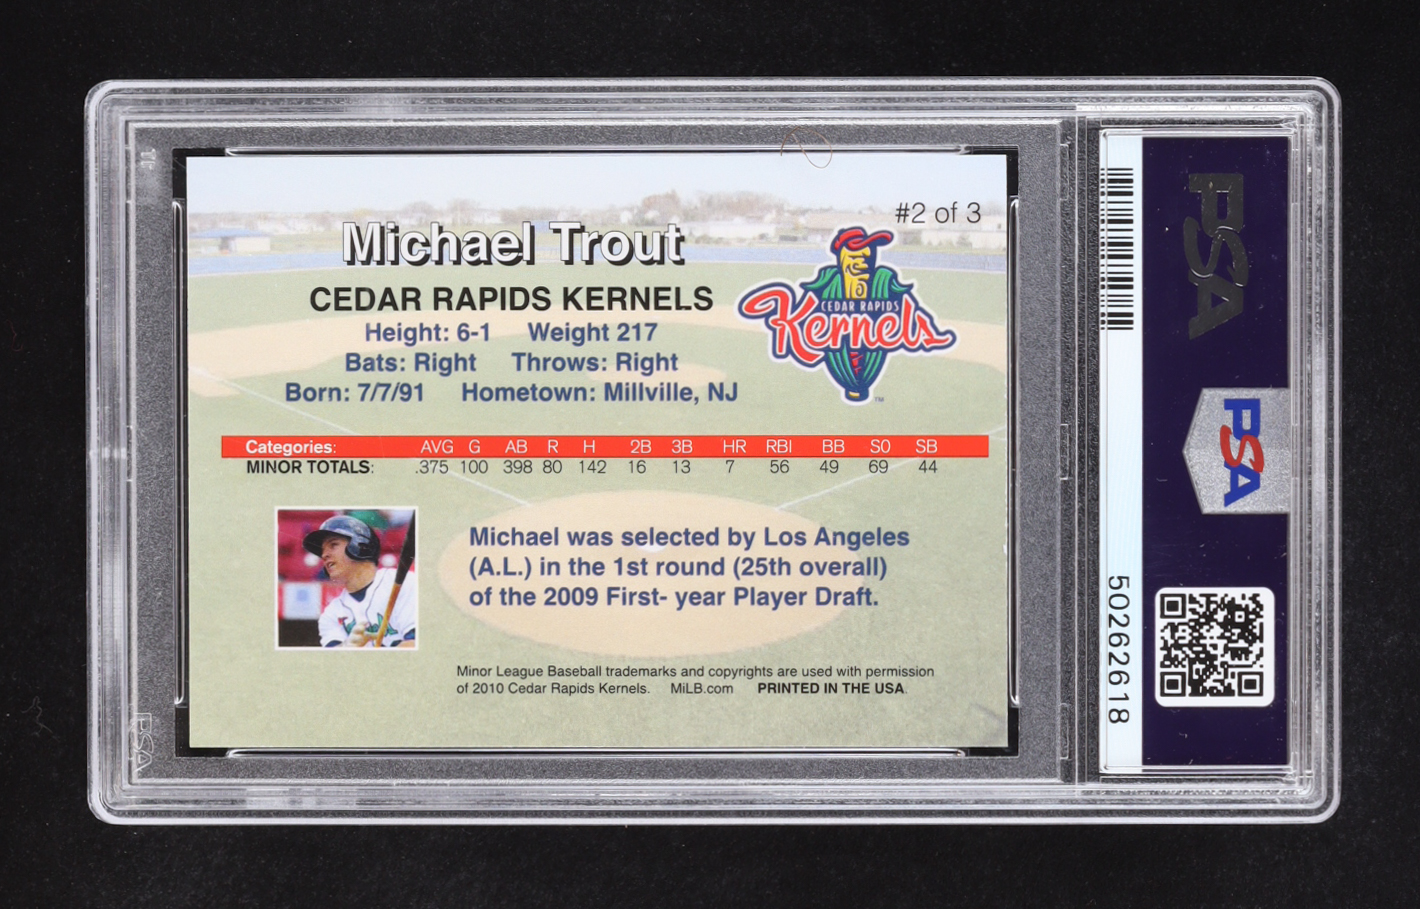 #2 of 3
Michael Trout
CEDAR RAPIDS KERNELS
Height: 6-1 Weight 217
Bats: Right Throws: Right
Born: 7/7/91 Hometown: Millville, NJ
CEDAR RAPIDS
Kernels
TM
Categories: AVG G AB R H 2B 3B HR RBI BB SO SB
MINOR TOTALS: .375 100 398 80 142 16 13 7 56 49 69 44
Michael was selected by Los Angeles
(A.L.) in the 1st round (25th overall)
of the 2009 First- year Player Draft.
Minor League Baseball trademarks and copyrights are used with permission
of 2010 Cedar Rapids Kernels. MiLB.com PRINTED IN THE USA.
PSA
PSA
50262618
PSA